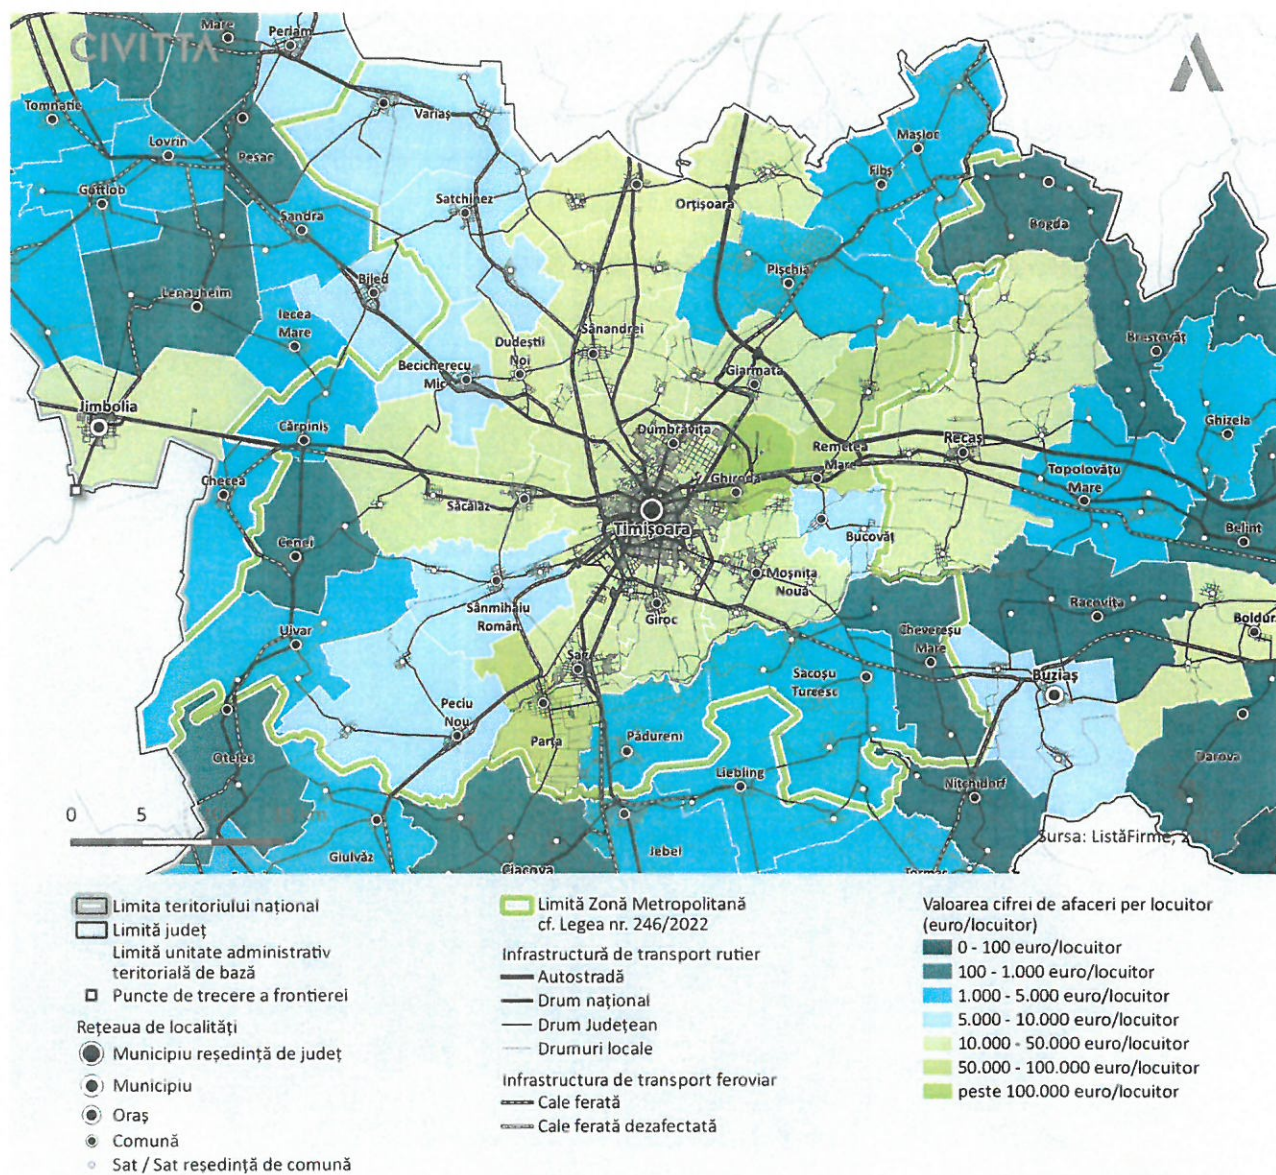 CIVITTA
Mare
Periam
Tomnatic
Variaș
Mașloc
Lovrin
Pesac
Fibiș
Gottlob
Satchinez
Orțișoara
Șandra
Bogda
Pișchia
Biled
Lenauheim
Iecea
Mare
Sânandrei
Dudeștii
Noi
Brestovăț
Becicherecu
Mic
Giarmata
Jimbolia
Cărpiniș
Dumbrăvița
Ghizela
Remetea
Mare
Recaș
Topolovățu
Mare
Checea
Săcălaz
Ghiroda
Timișoara
Bucovăț
Belinț
Cenei
Moșnița
Nouă
Sânmihaiu
Român
Giroc
Racovița
Boldur
Uivar
Chevereșu
Mare
Șag
Sacoșu
Turcesc
Buziaș
Peciu
Nou
Parța
Pădureni
Otelec
Darova
Liebling
Nițchidorf
0 5
Giulvăz
Ciacova
Jebel
Sursa: ListăFirme, 2
Limita teritoriului național
Limită județ
Limită unitate administrativ
teritorială de bază
Puncte de trecere a frontierei
Rețeaua de localități
Municipiu reședință de județ
Municipiu
Oraș
Comună
Sat / Sat reședință de comună
Limită Zonă Metropolitană
cf. Legea nr. 246/2022
Infrastructură de transport rutier
Autostradă
Drum național
Drum Județean
Drumuri locale
Infrastructura de transport feroviar
Cale ferată
Cale ferată dezafectată
Valoarea cifrei de afaceri per locuitor
(euro/locuitor)
0 - 100 euro/locuitor
100 - 1.000 euro/locuitor
1.000 - 5.000 euro/locuitor
5.000 - 10.000 euro/locuitor
10.000 - 50.000 euro/locuitor
50.000 - 100.000 euro/locuitor
peste 100.000 euro/locuitor